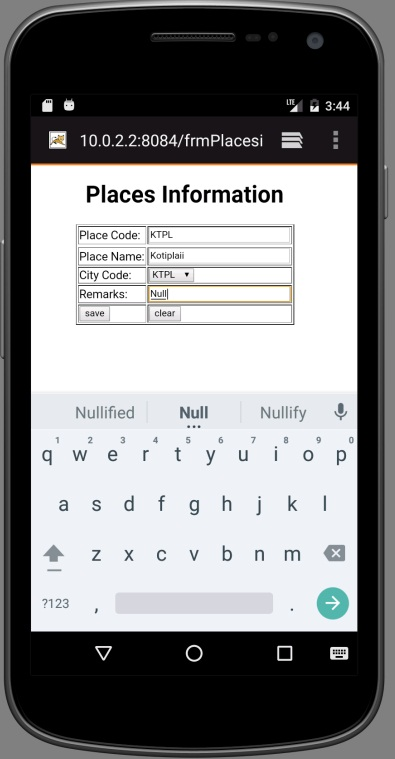 LTE 3:44
10.0.2.2:8084/frmPlacesi
Places Information
Place Code: KTPL
Place Name: Kotiplaii
City Code: KTPL
Remarks: Null
save clear
Nullified Null Nullify
1 2 3 4 5 6 7 8 9 0
q w e r t y u i o p
a s d f g h j k l
z x c v b n m
?123 , .